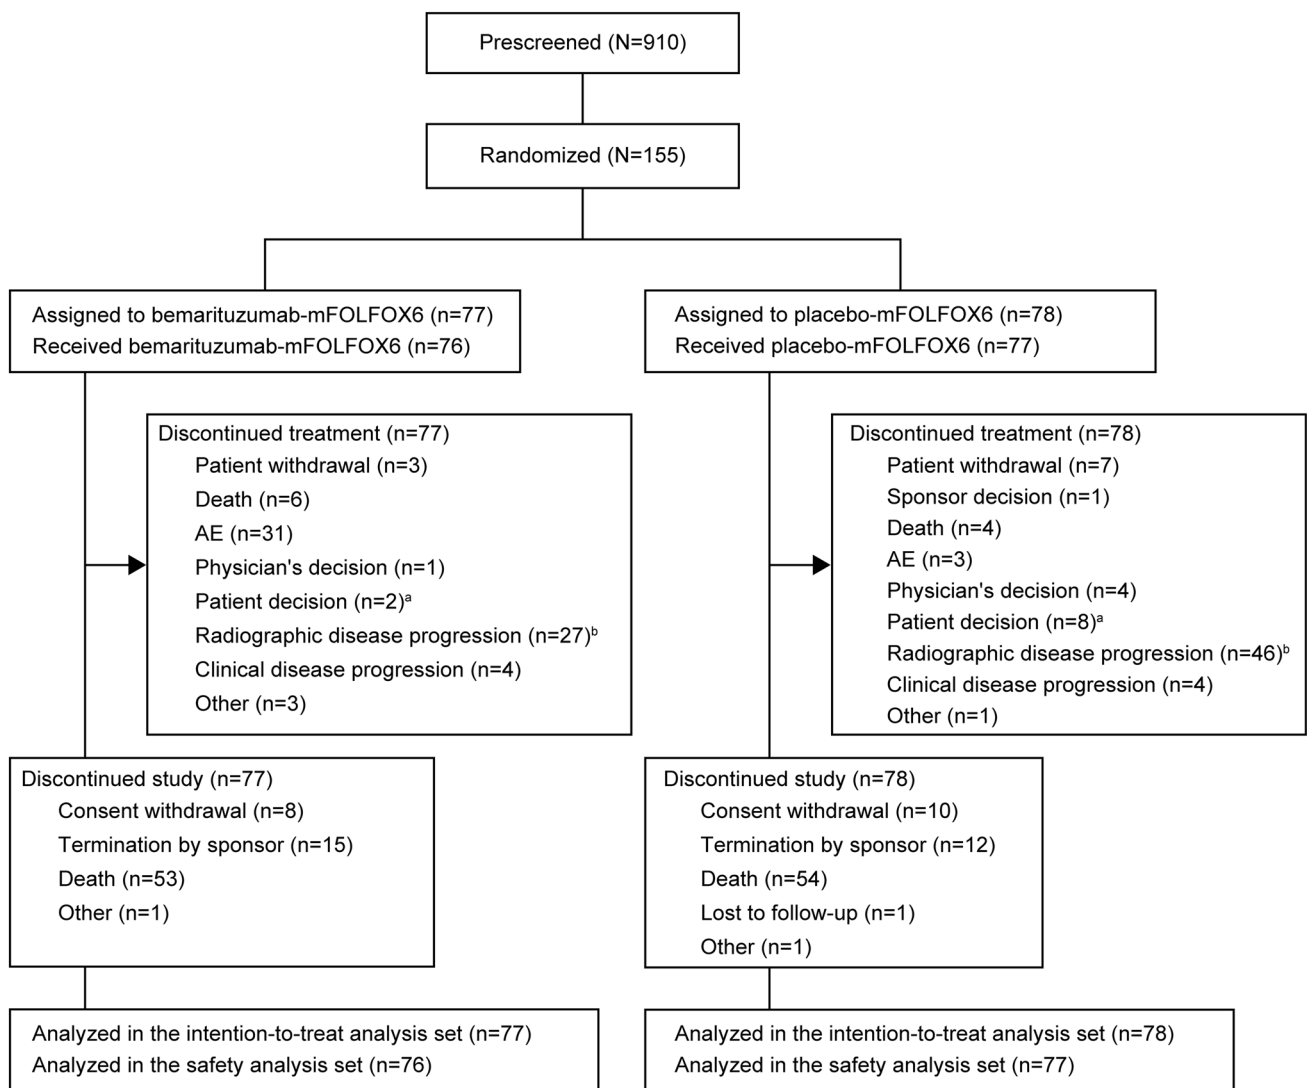 Prescreened (N=910)
Randomized (N=155)
Assigned to bemarituzumab-mFOLFOX6 (n=77)
Received bemarituzumab-mFOLFOX6 (n=76)
Assigned to placebo-mFOLFOX6 (n=78)
Received placebo-mFOLFOX6 (n=77)
Discontinued treatment (n=77)
Patient withdrawal (n=3)
Death (n=6)
AE (n=31)
Physician's decision (n=1)
Patient decision (n=2)ᵃ
Radiographic disease progression (n=27)ᵇ
Clinical disease progression (n=4)
Other (n=3)
Discontinued treatment (n=78)
Patient withdrawal (n=7)
Sponsor decision (n=1)
Death (n=4)
AE (n=3)
Physician's decision (n=4)
Patient decision (n=8)ᵃ
Radiographic disease progression (n=46)ᵇ
Clinical disease progression (n=4)
Other (n=1)
Discontinued study (n=77)
Consent withdrawal (n=8)
Termination by sponsor (n=15)
Death (n=53)
Other (n=1)
Discontinued study (n=78)
Consent withdrawal (n=10)
Termination by sponsor (n=12)
Death (n=54)
Lost to follow-up (n=1)
Other (n=1)
Analyzed in the intention-to-treat analysis set (n=77)
Analyzed in the safety analysis set (n=76)
Analyzed in the intention-to-treat analysis set (n=78)
Analyzed in the safety analysis set (n=77)